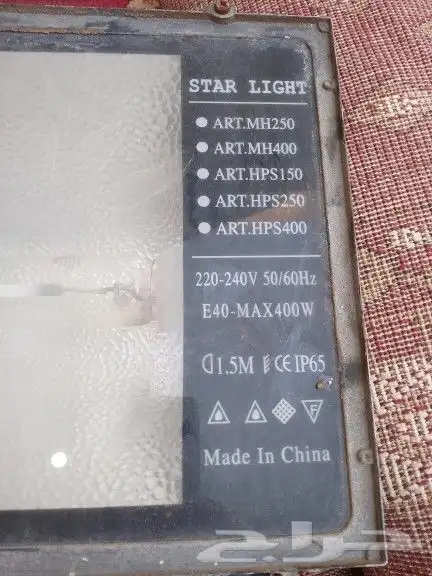 STAR LIGHT
ART.MH250
ART.MH400
ART.HPS150
ART.HPS250
ART.HPS400
220-240V 50/60Hz
E40-MAX400W
1.5M CE IP65
F
Made In China
حراج